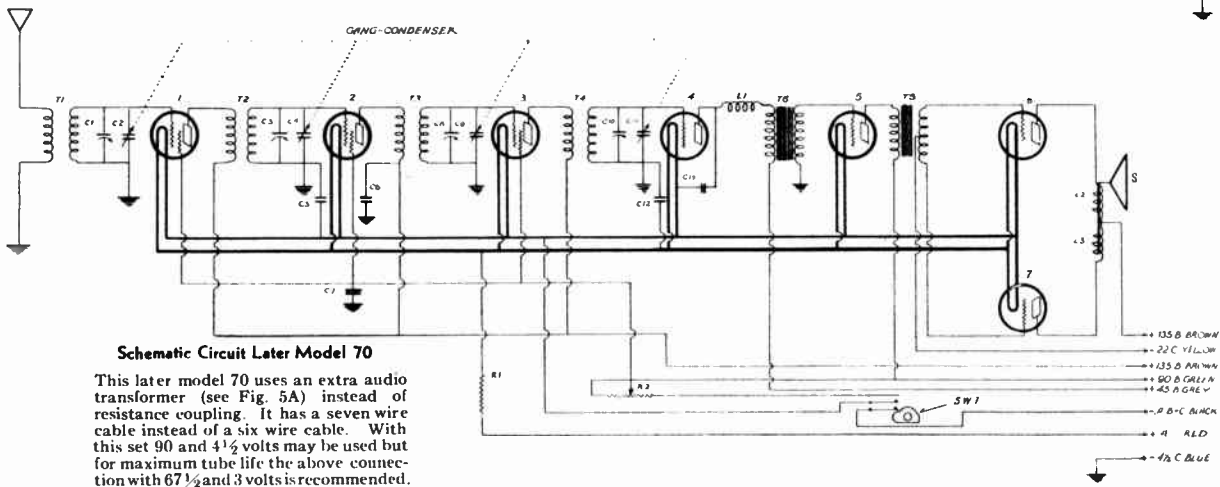 GANG-CONDENSER
T1
C1
C2
1
T2
C3
C4
2
T3
3
T4
4
L1
T6
5
T5
S
C5
C6
C12
L2
L3
7
R1
R2
SW 1
+ 135 B BROWN
- 22 C YELLOW
+ 135 B BROWN
+ 90 B GREEN
+ 45 B GREY
BLACK
+ A RED
- 4½ C BLUE
Schematic Circuit Later Model 70
This later model 70 uses an extra audio
transformer (see Fig. 5A) instead of
resistance coupling. It has a seven wire
cable instead of a six wire cable. With
this set 90 and 4½ volts may be used but
for maximum tube life the above connec-
tion with 67½ and 3 volts is recommended.